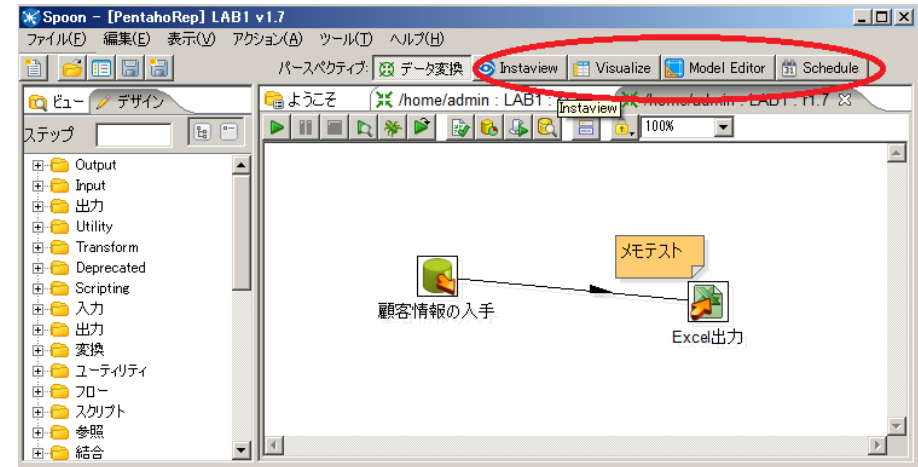 Spoon - [PentahoRep] LAB1 v1.7
ファイル(F) 編集(E) 表示(V) アクション(A) ツール(T) ヘルプ(H)
パースペクティブ: データ変換 Instaview Visualize Model Editor Schedule
ビュー デザイン
ようこそ /home/admin : LAB1 : /home/admin : LAB1 : r1.7
Instaview
ステップ
100%
Output
Input
出力
Utility
Transform
Deprecated
Scripting
入力
出力
変換
ユーティリティ
フロー
スクリプト
参照
結合
メモテスト
顧客情報の入手
Excel出力